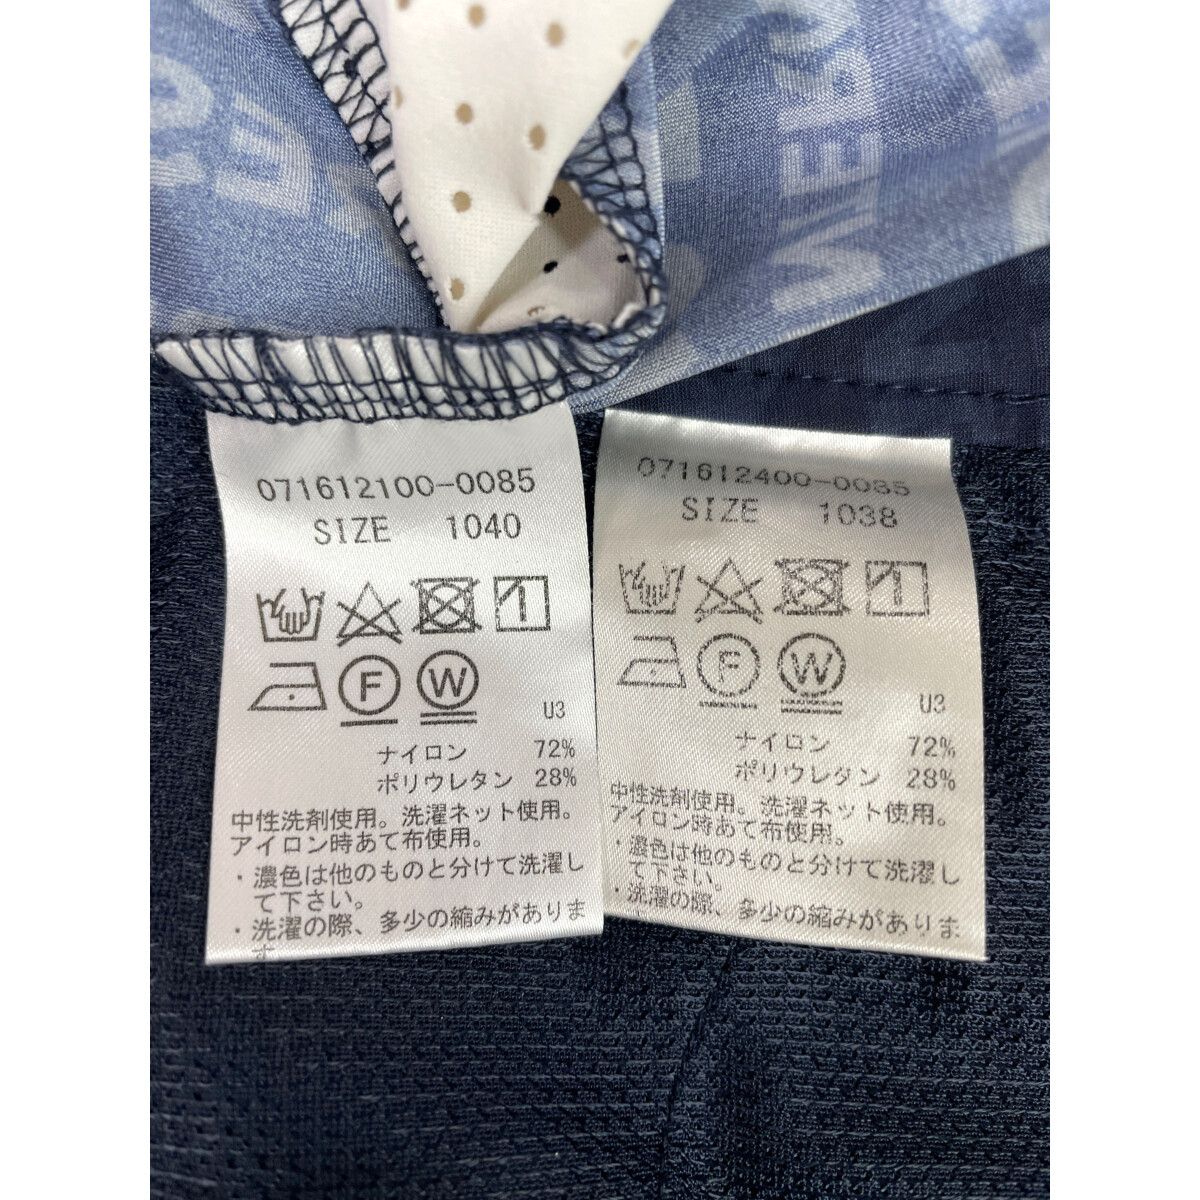 071612100-0085
SIZE 1040
F W
U3
ナイロン 72%
ポリウレタン 28%
中性洗剤使用。洗濯ネット使用。
アイロン時あて布使用。
・濃色は他のものと分けて洗濯し
て下さい。
・洗濯の際、多少の縮みがありま
す
071612400-0085
SIZE 1038
F W
U3
ナイロン 72%
ポリウレタン 28%
中性洗剤使用。洗濯ネット使用。
アイロン時あて布使用。
・濃色は他のものと分けて洗濯し
て下さい。
・洗濯の際、多少の縮みがありま